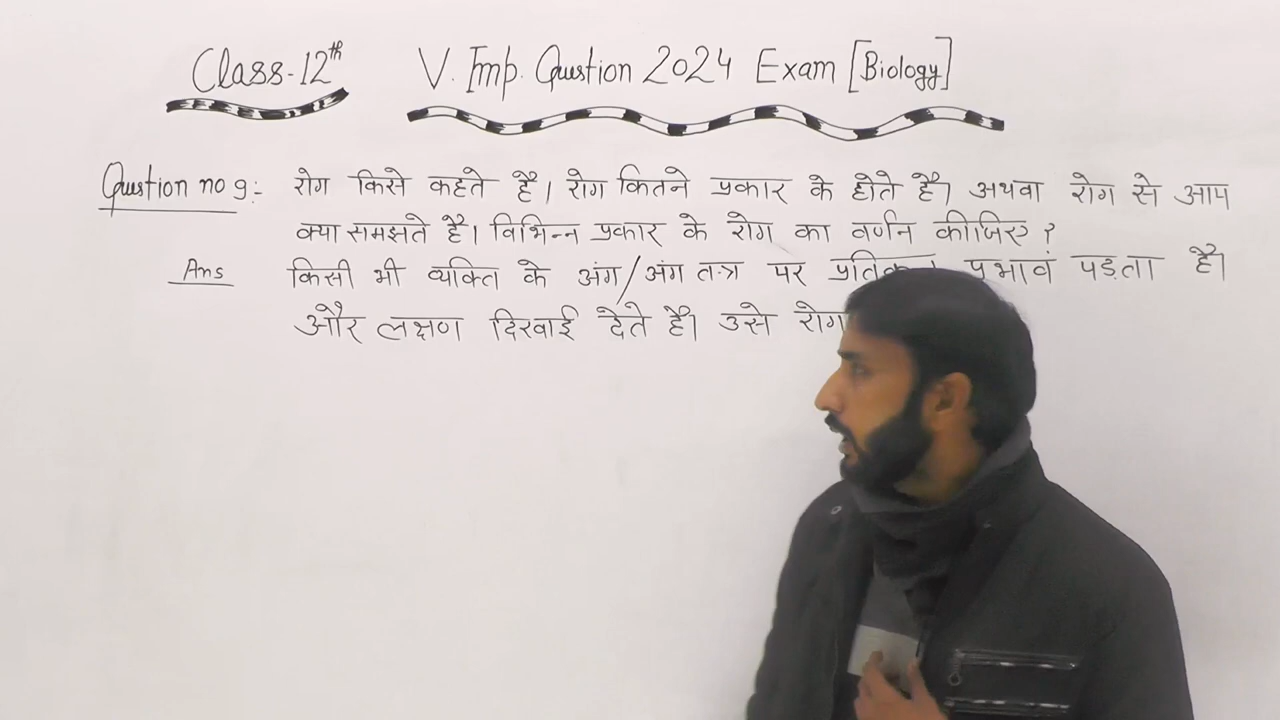 Class-12th V. Imp. Qustion 2024 Exam [Biology]
Qustion no 9:- रोग किसे कहते है। रोग कितने प्रकार के होते है। अथवा रोग से आप
क्या समझते है। विभिन्न प्रकार के रोग का वर्णन कीजिए ?
Ans किसी भी व्यक्ति के अंग/अंग तन्त्र पर प्रभाव पड़ता है।
और लक्षण दिखाई देते है। उसे रोग